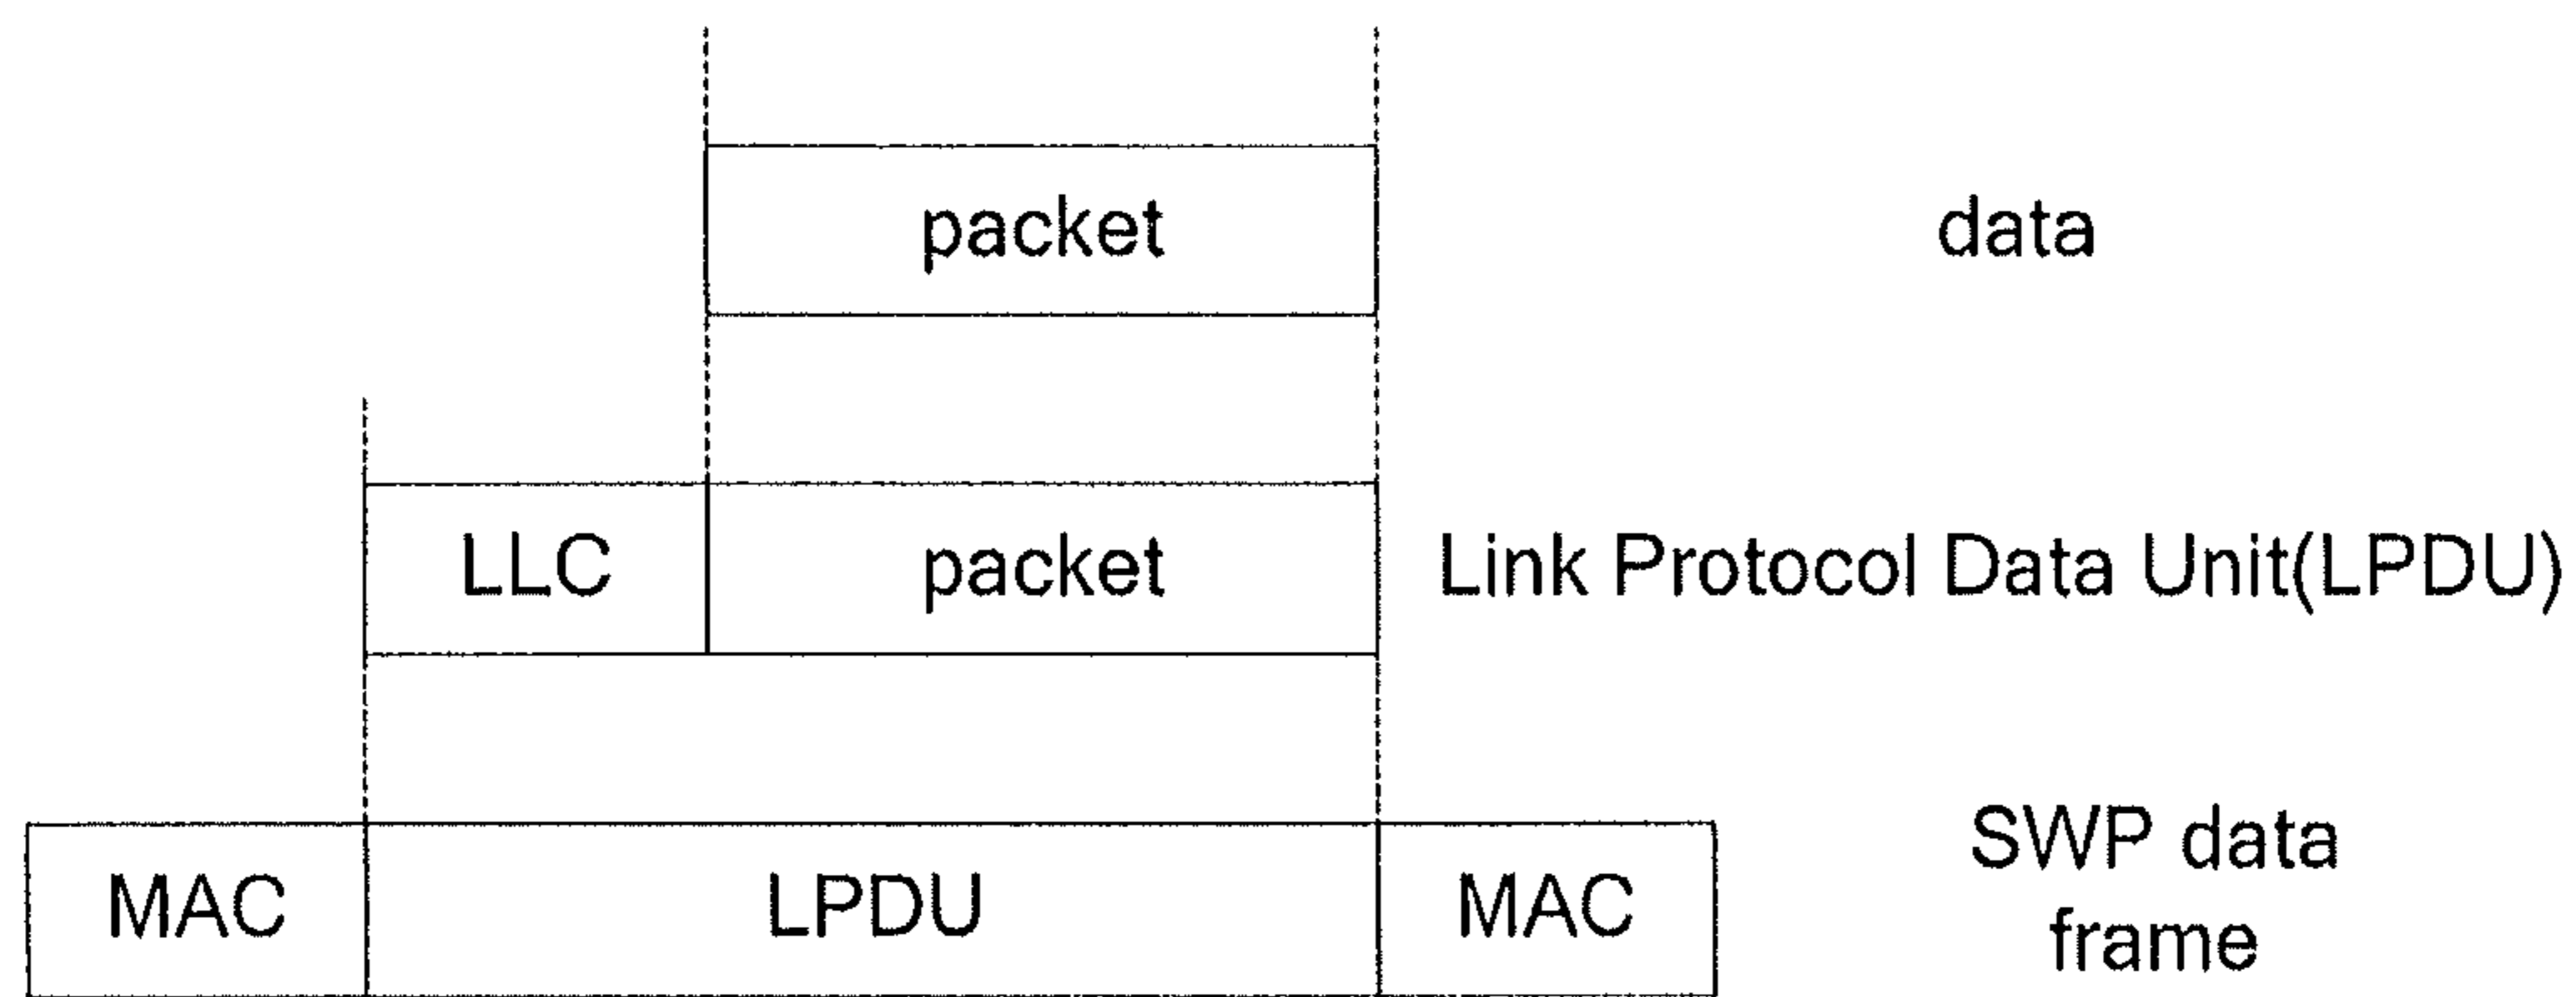 packet data
LLC packet Link Protocol Data Unit(LPDU)
MAC LPDU MAC SWP data
frame